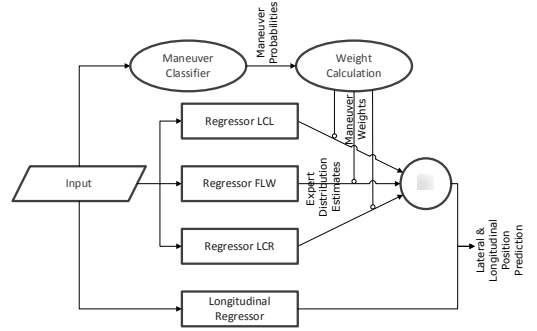 Maneuver
Classifier
Maneuver
Probabilities
Weight
Calculation
Regressor LCL
Maneuver
Weights
Input
Regressor FLW
Expert
Distribution
Estimates
Regressor LCR
Longitudinal
Regressor
Lateral &
Longitudinal
Position
Prediction